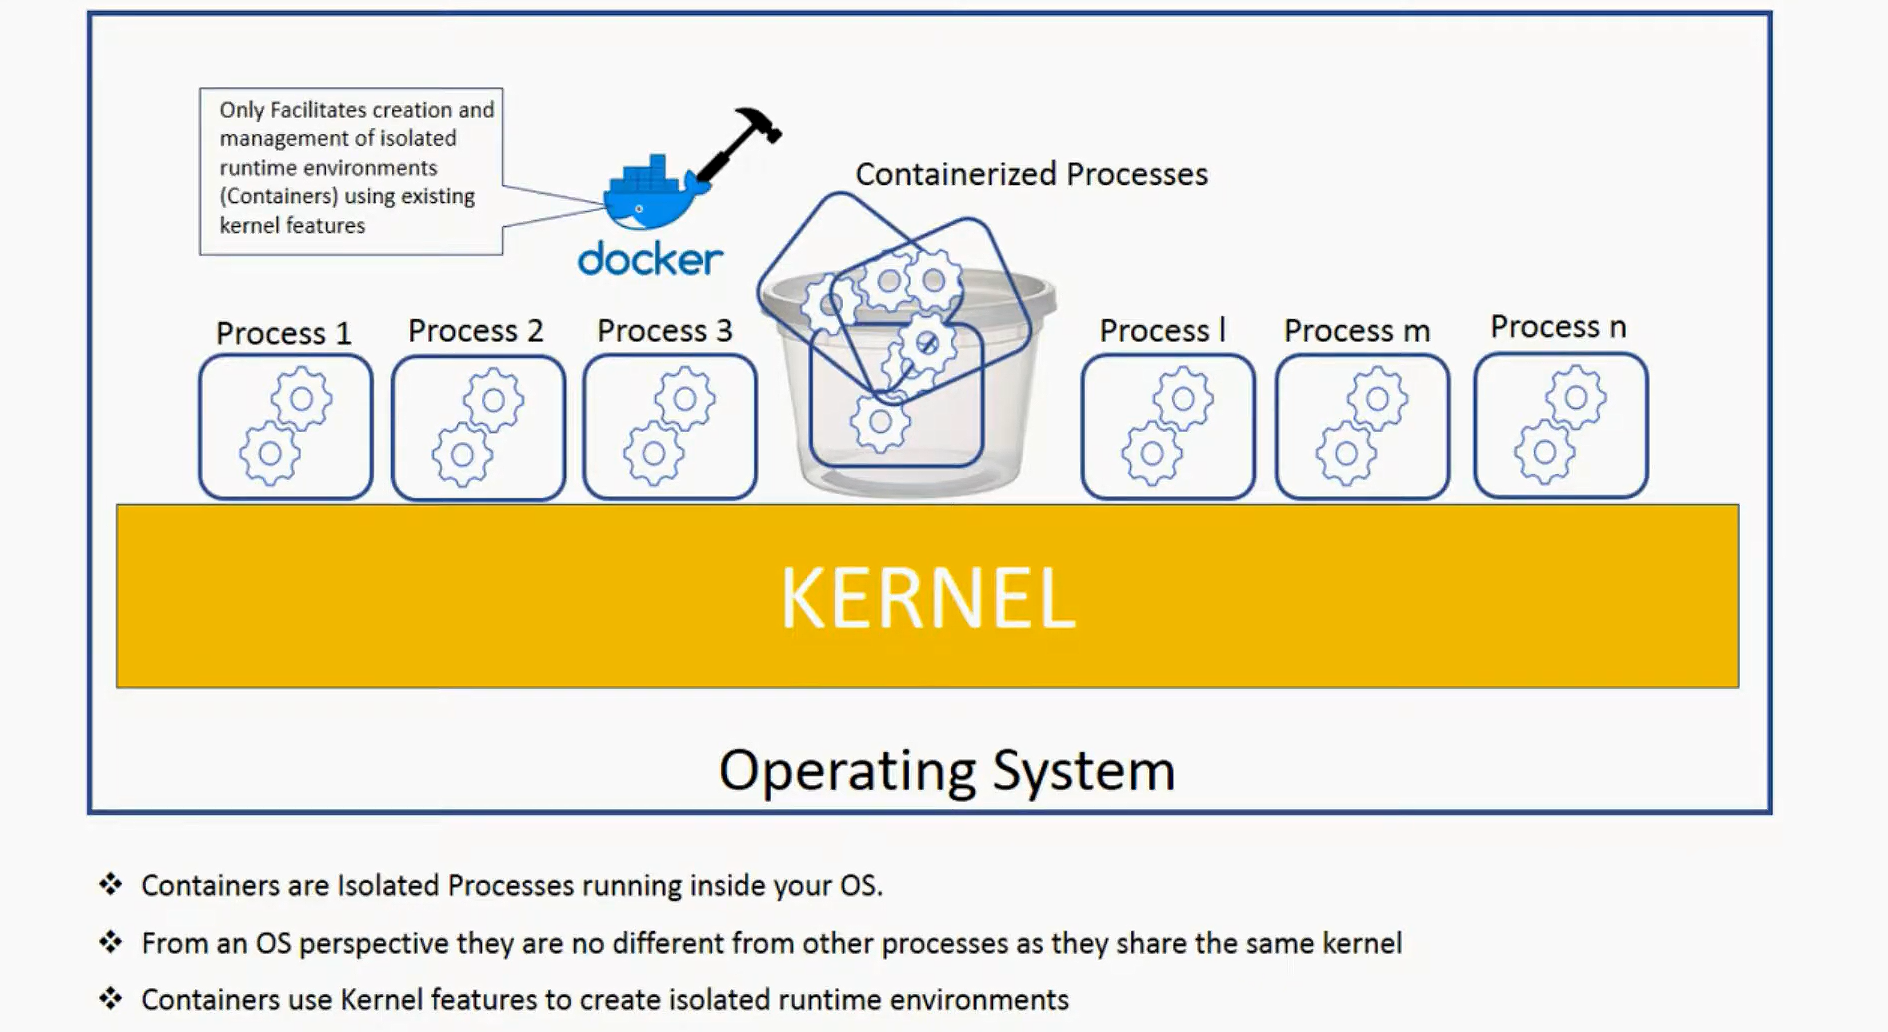 Only Facilitates creation and
management of isolated
runtime environments
(Containers) using existing
kernel features
docker
Containerized Processes
Process 1
Process 2
Process 3
Process l
Process m
Process n
KERNEL
Operating System
❖ Containers are Isolated Processes running inside your OS.
❖ From an OS perspective they are no different from other processes as they share the same kernel
❖ Containers use Kernel features to create isolated runtime environments